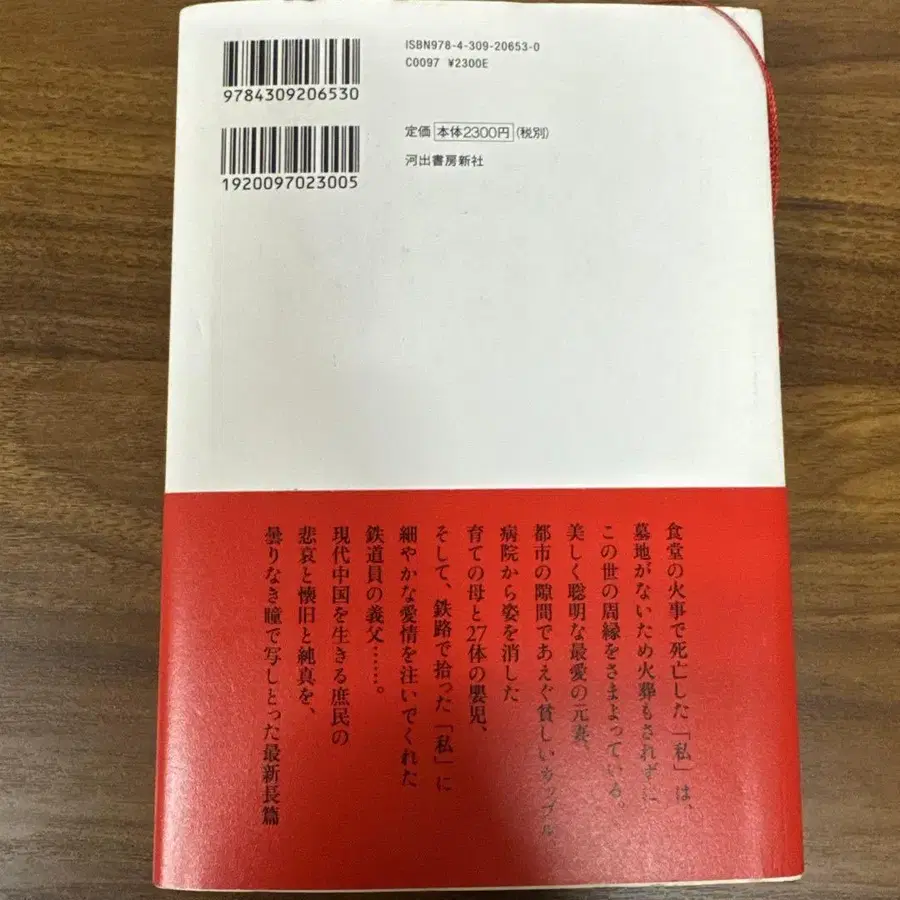 ISBN978-4-309-20653-0
C0097 ¥2300E
9784309206530
定価 本体2300円 (税別)
河出書房新社
1920097023005
食堂の火事で死亡した「私」は、
墓地がないため火葬もされずに
この世の周縁をさまよっている。
美しく聡明な最愛の元妻、
都市の隙間であえぐ貧しいカップル
病院から姿を消した
育ての母と27体の嬰児、
そして、鉄路で拾った「私」に
細やかな愛情を注いでくれた
鉄道員の義父……。
現代中国を生きる庶民の
悲哀と懐旧と純真を、
曇りなき瞳で写しとった最新長篇